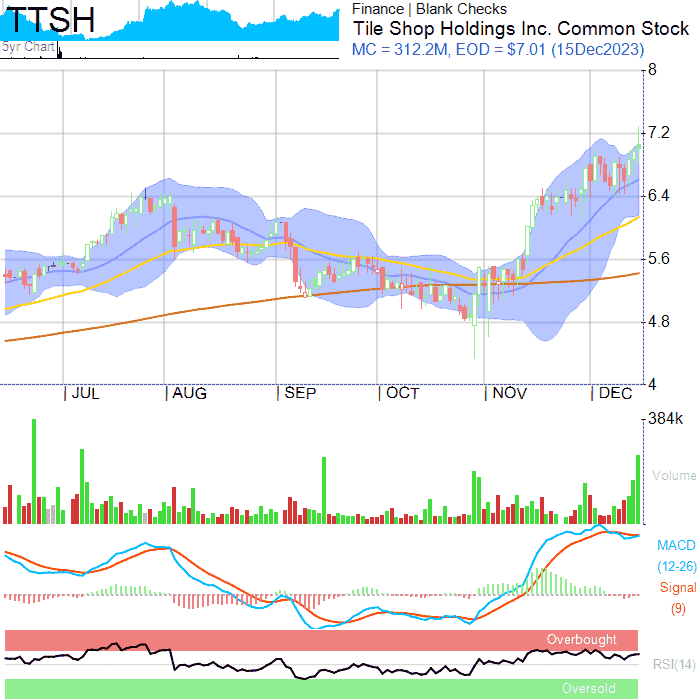 TTSH
Finance | Blank Checks
Tile Shop Holdings Inc. Common Stock
5yr Chart
MC = 312.2M, EOD = $7.01 (15Dec2023)
8
7.2
6.4
5.6
4.8
4
| JUL | AUG | SEP | OCT | NOV | DEC
384k
Volume
MACD
(12-26)
Signal
(9)
Overbought
RSI(14)
Oversold